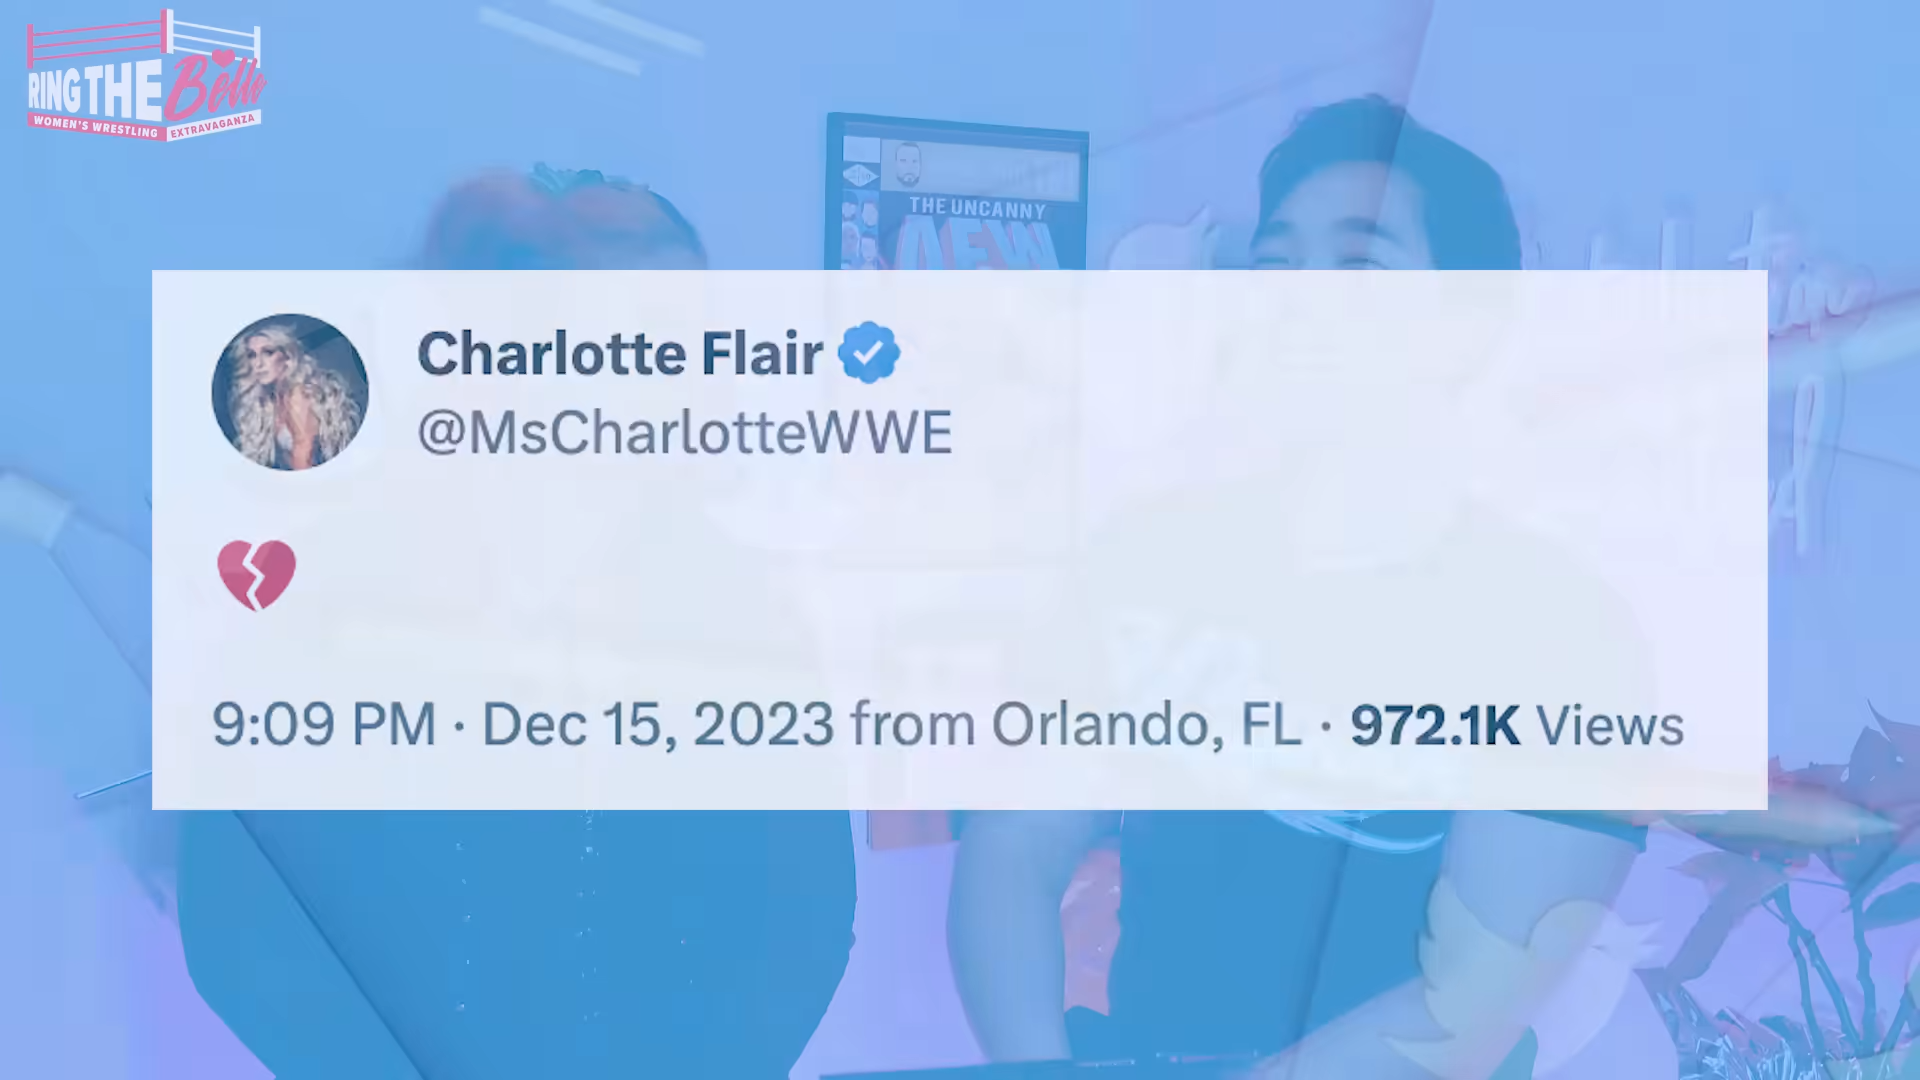 RING THE Belle
WOMEN'S WRESTLING EXTRAVAGANZA
THE UNCANNY
AEW
Charlotte Flair
@MsCharlotteWWE
💔
9:09 PM · Dec 15, 2023 from Orlando, FL · 972.1K Views